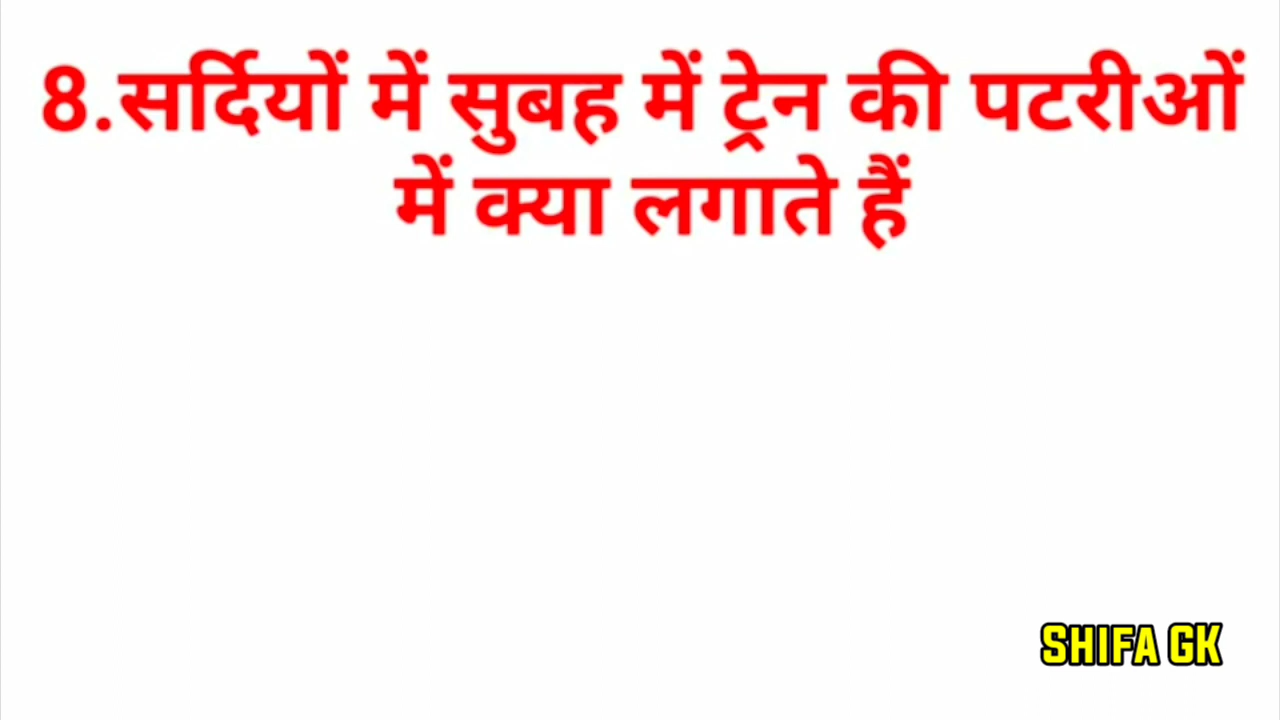 8.सर्दियों में सुबह में ट्रेन की पटरीओं
में क्या लगाते हैं
SHIFA GK